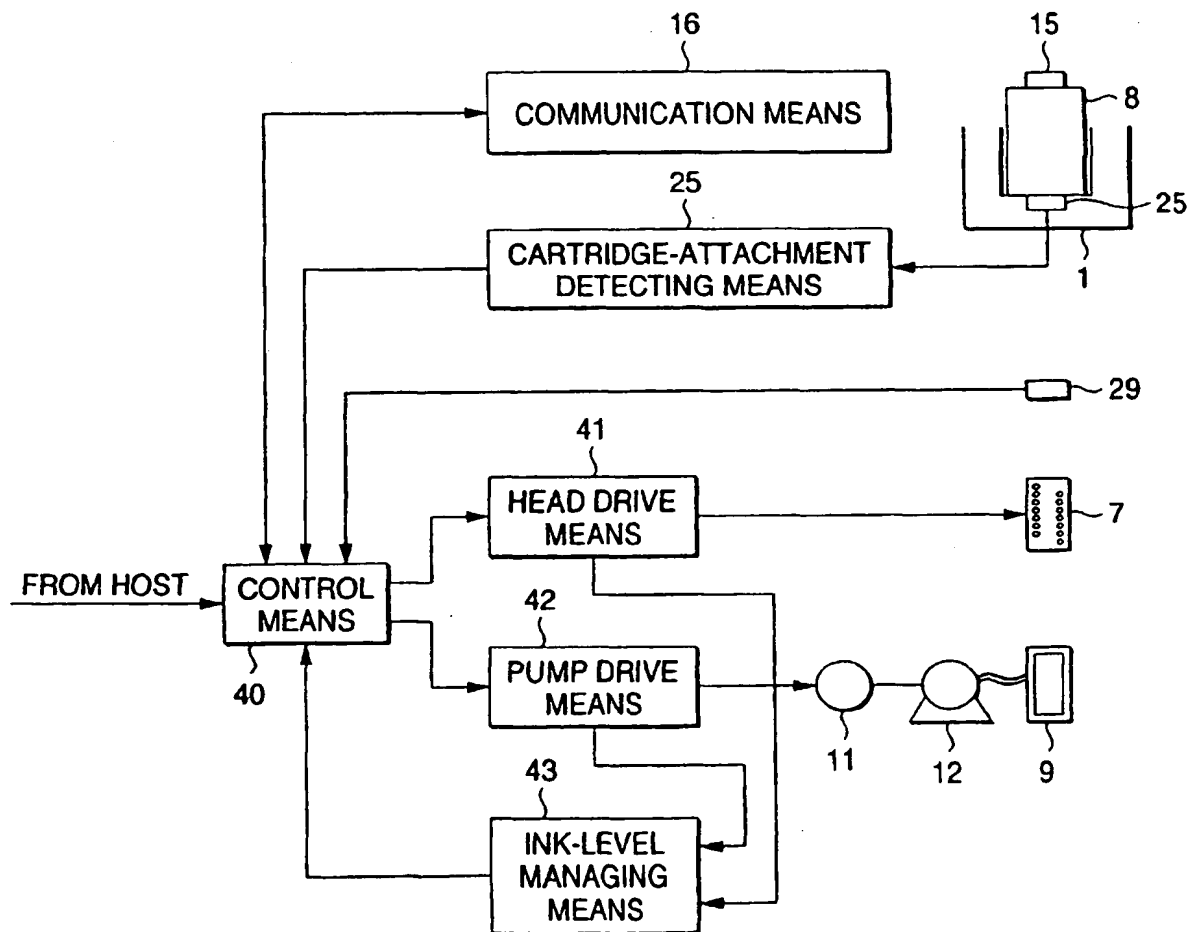 16
15
COMMUNICATION MEANS
8
25
CARTRIDGE-ATTACHMENT
DETECTING MEANS
25
1
29
41
HEAD DRIVE
MEANS
7
FROM HOST
CONTROL
MEANS
40
42
PUMP DRIVE
MEANS
11
12
9
43
INK-LEVEL
MANAGING
MEANS